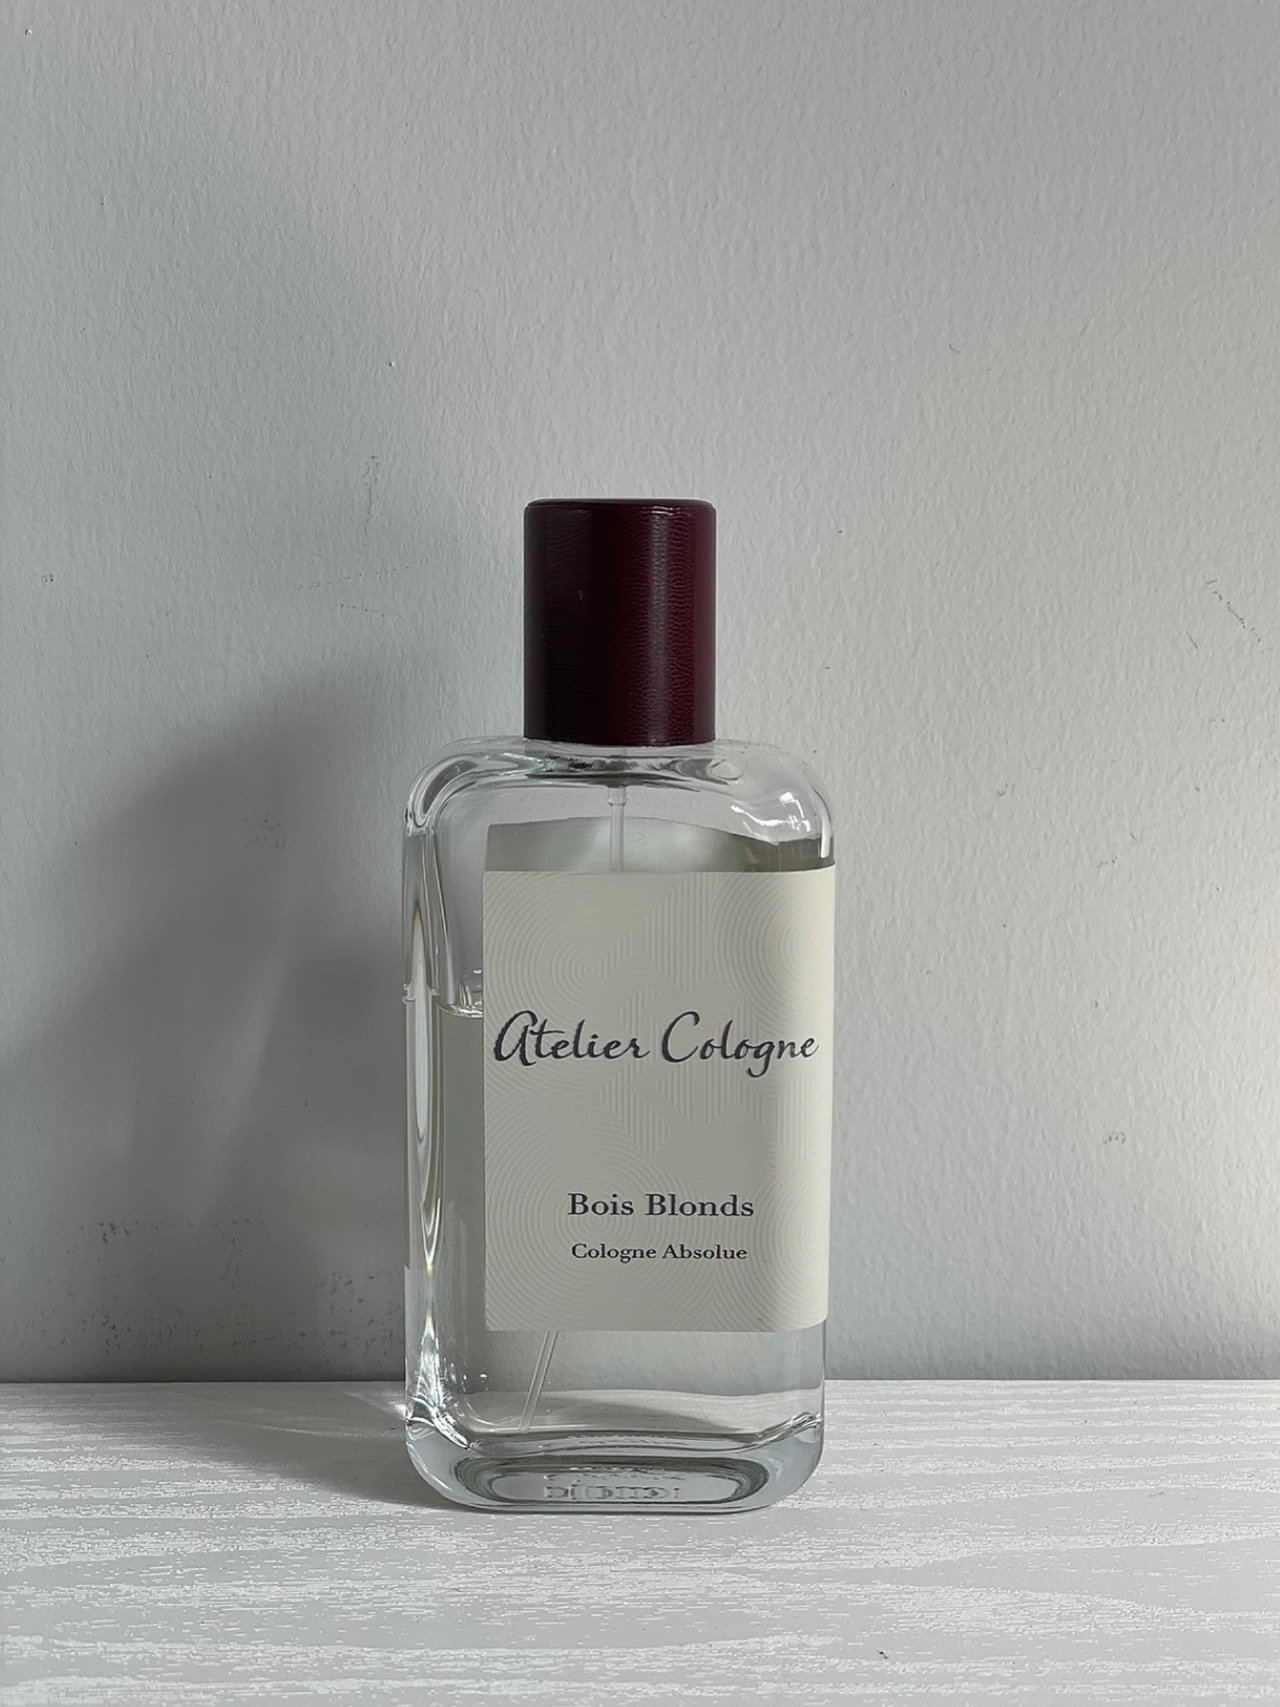 Atelier Cologne
Bois Blonds
Cologne Absolue